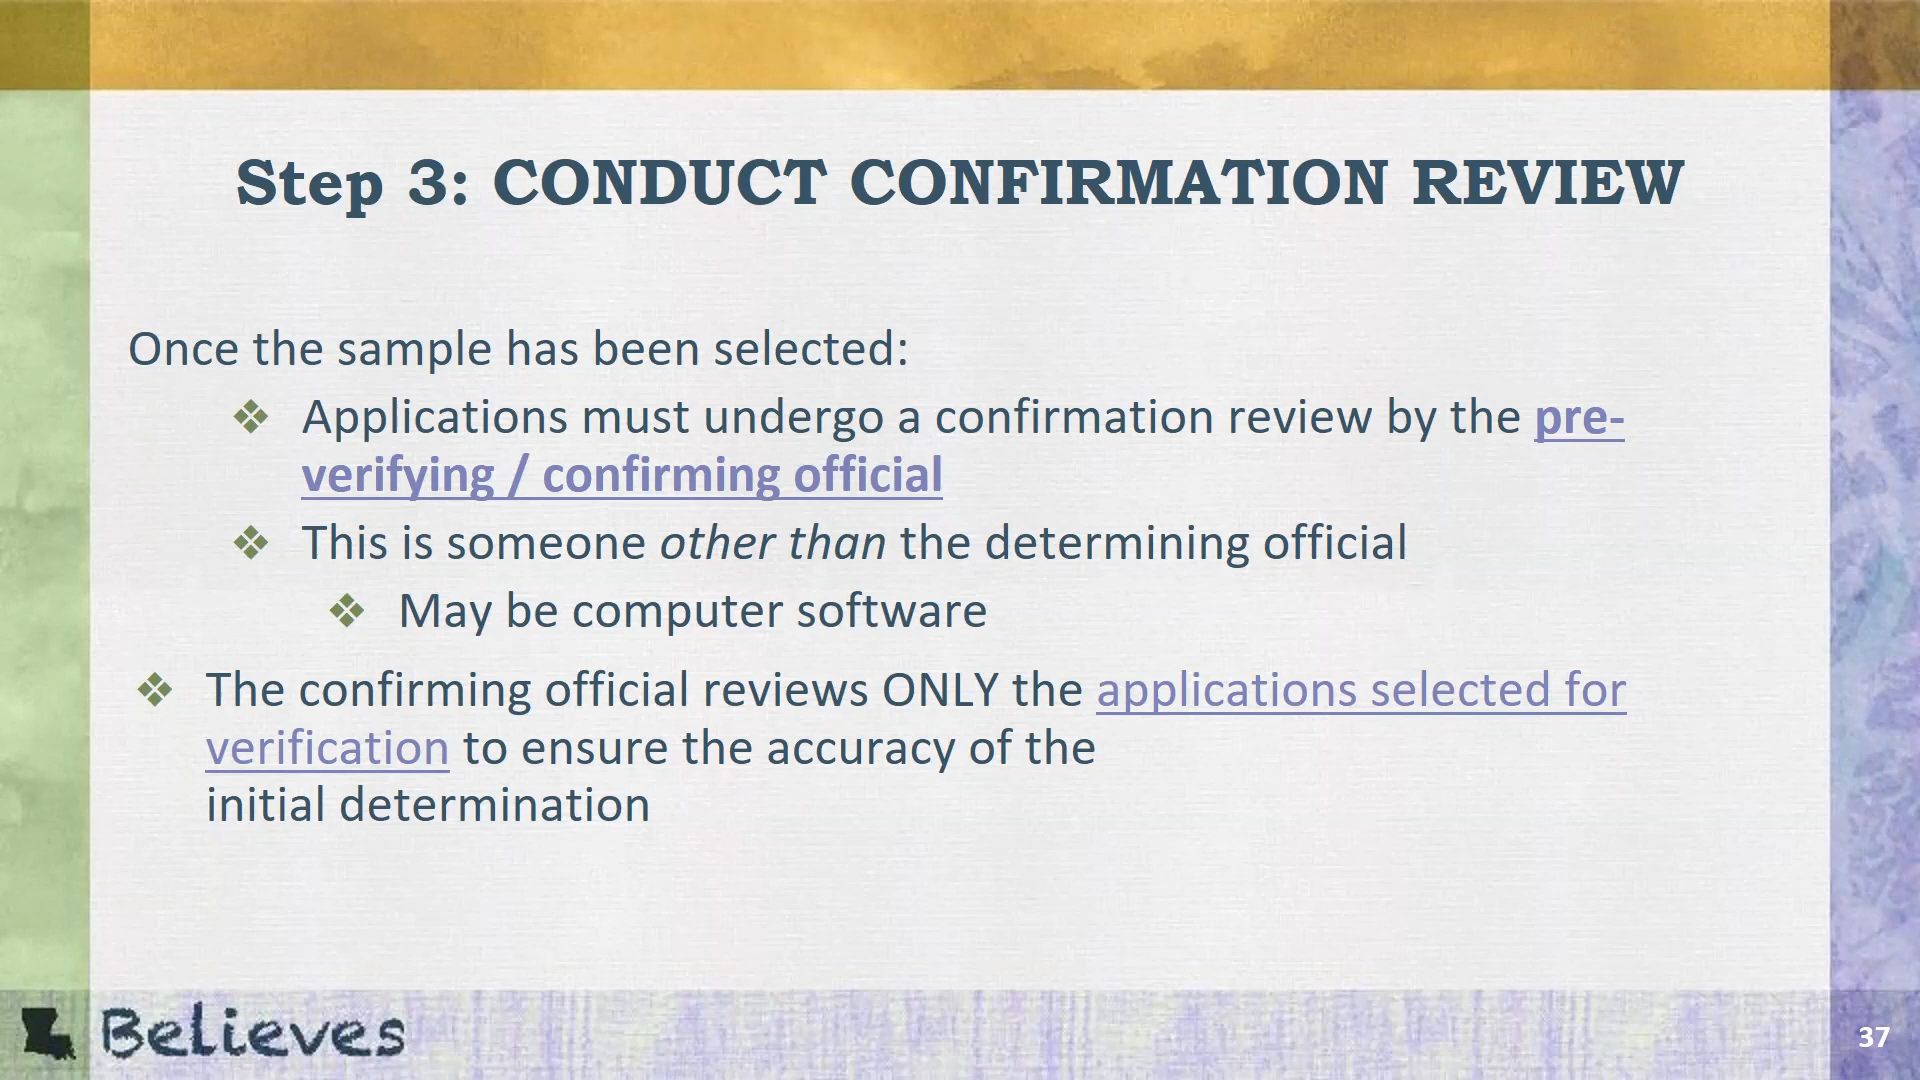 Step 3: CONDUCT CONFIRMATION REVIEW
Once the sample has been selected:
❖ Applications must undergo a confirmation review by the pre-
verifying / confirming official
❖ This is someone other than the determining official
❖ May be computer software
❖ The confirming official reviews ONLY the applications selected for
verification to ensure the accuracy of the
initial determination
Believes
37